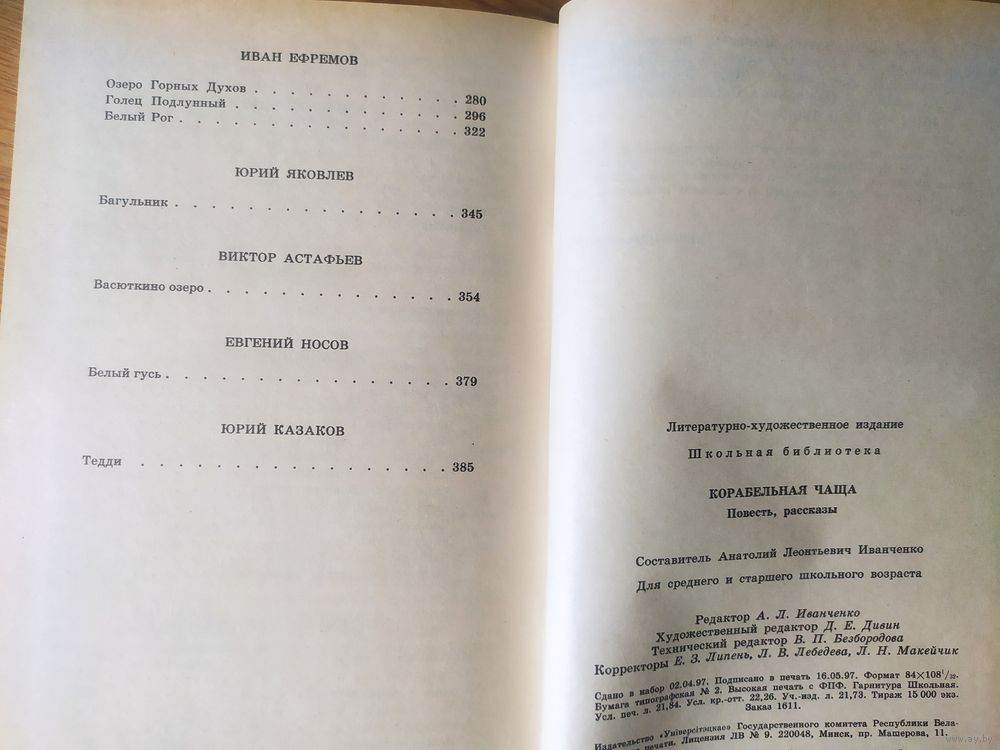 ИВАН ЕФРЕМОВ
Озеро Горных Духов . . . . . . . . . . . . 280
Голец Подлунный . . . . . . . . . . . . . 296
Белый Рог . . . . . . . . . . . . . . . . 322
ЮРИЙ ЯКОВЛЕВ
Багульник . . . . . . . . . . . . . . . . 345
ВИКТОР АСТАФЬЕВ
Васюткино озеро . . . . . . . . . . . . . . 354
ЕВГЕНИЙ НОСОВ
Белый гусь . . . . . . . . . . . . . . . . 379
ЮРИЙ КАЗАКОВ
Тедди . . . . . . . . . . . . . . . . . 385
Литературно-художественное издание
Школьная библиотека
КОРАБЕЛЬНАЯ ЧАЩА
Повесть, рассказы
Составитель Анатолий Леонтьевич Иванченко
Для среднего и старшего школьного возраста
Редактор А. Л. Иванченко
Художественный редактор Д. Е. Дивин
Технический редактор В. П. Безбородова
Корректоры Е. З. Липень, Л. В. Лебедева, Л. Н. Макейчик
Сдано в набор 02.04.97. Подписано в печать 16.05.97. Формат 84×108¹/₃₂.
Бумага типографская № 2. Высокая печать с ФПФ. Гарнитура Школьная.
Усл. печ. л. 21,84. Усл. кр.-отт. 22,26. Уч.-изд. л. 21,73. Тираж 15 000 экз.
Заказ 1611.
Издательство «Універсітэцкае» Государственного комитета Республики Бела-
печати. Лицензия ЛВ № 9. 220048, Минск, пр. Машерова, 11.
www.ay.by